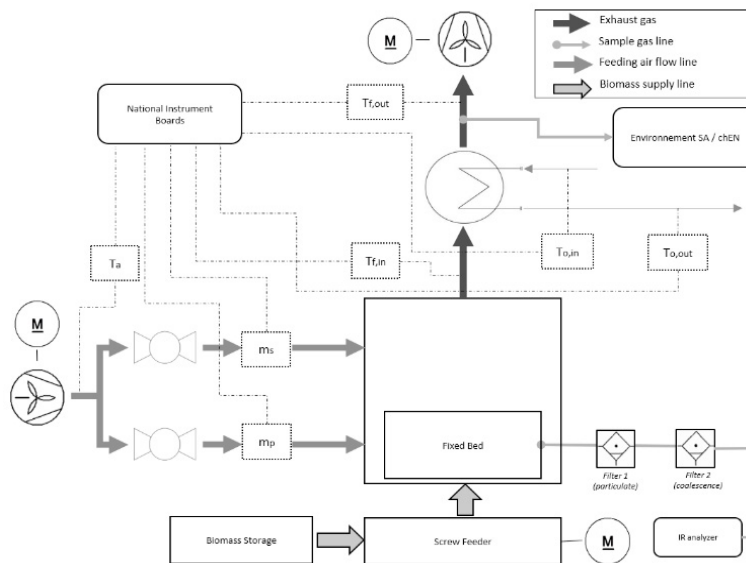 M
Exhaust gas
Sample gas line
Feeding air flow line
Biomass supply line
National Instrument
Boards
Tf,out
Environnement SA / chEN
Ta
Tf,in
To,in
To,out
M
ms
mp
Fixed Bed
Filter 1
(particulate)
Filter 2
(coalescence)
Biomass Storage
Screw Feeder
M
IR analyzer